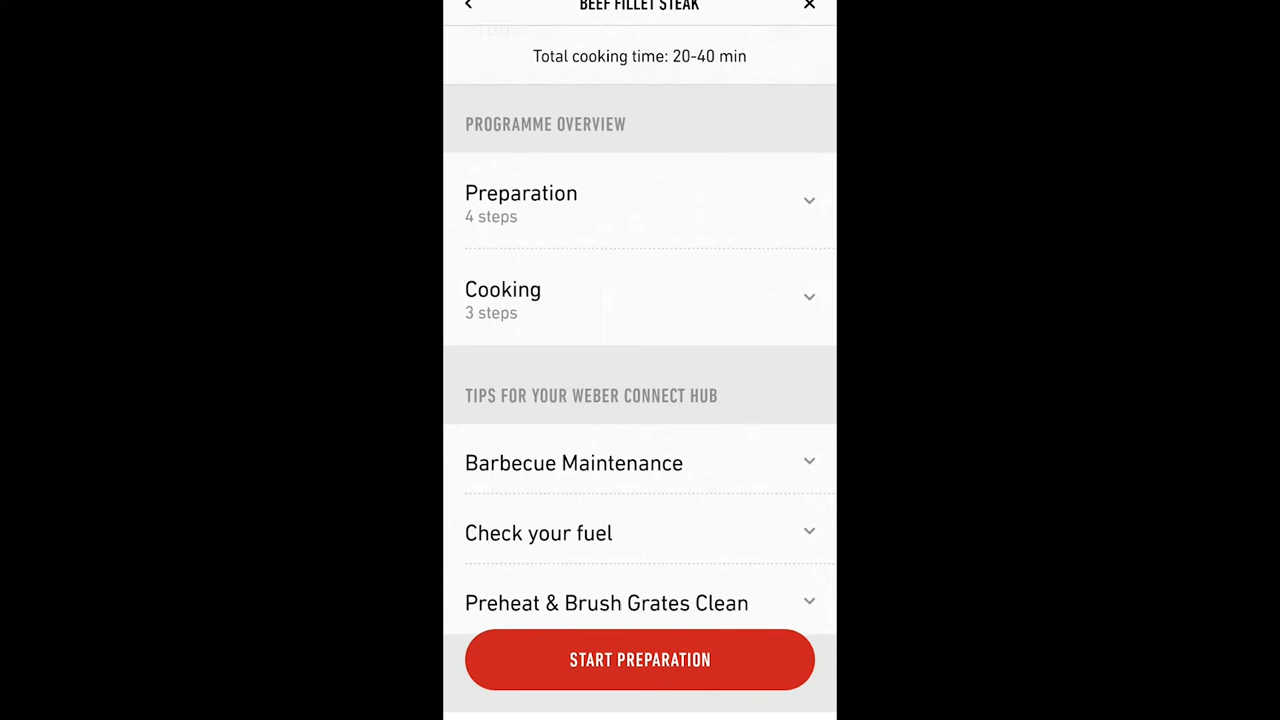 BEEF FILLET STEAK
Total cooking time: 20-40 min
PROGRAMME OVERVIEW
Preparation
4 steps
Cooking
3 steps
TIPS FOR YOUR WEBER CONNECT HUB
Barbecue Maintenance
Check your fuel
Preheat & Brush Grates Clean
START PREPARATION